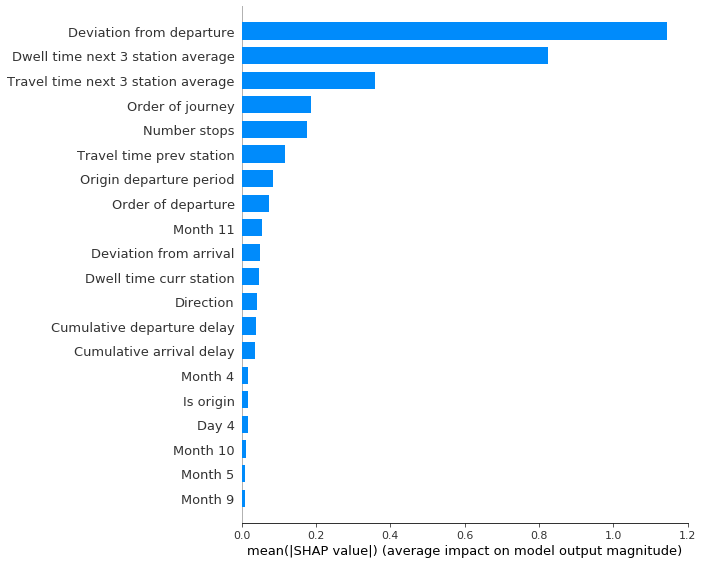 Deviation from departure
Dwell time next 3 station average
Travel time next 3 station average
Order of journey
Number stops
Travel time prev station
Origin departure period
Order of departure
Month 11
Deviation from arrival
Dwell time curr station
Direction
Cumulative departure delay
Cumulative arrival delay
Month 4
Is origin
Day 4
Month 10
Month 5
Month 9
0.0 0.2 0.4 0.6 0.8 1.0 1.2
mean(|SHAP value|) (average impact on model output magnitude)